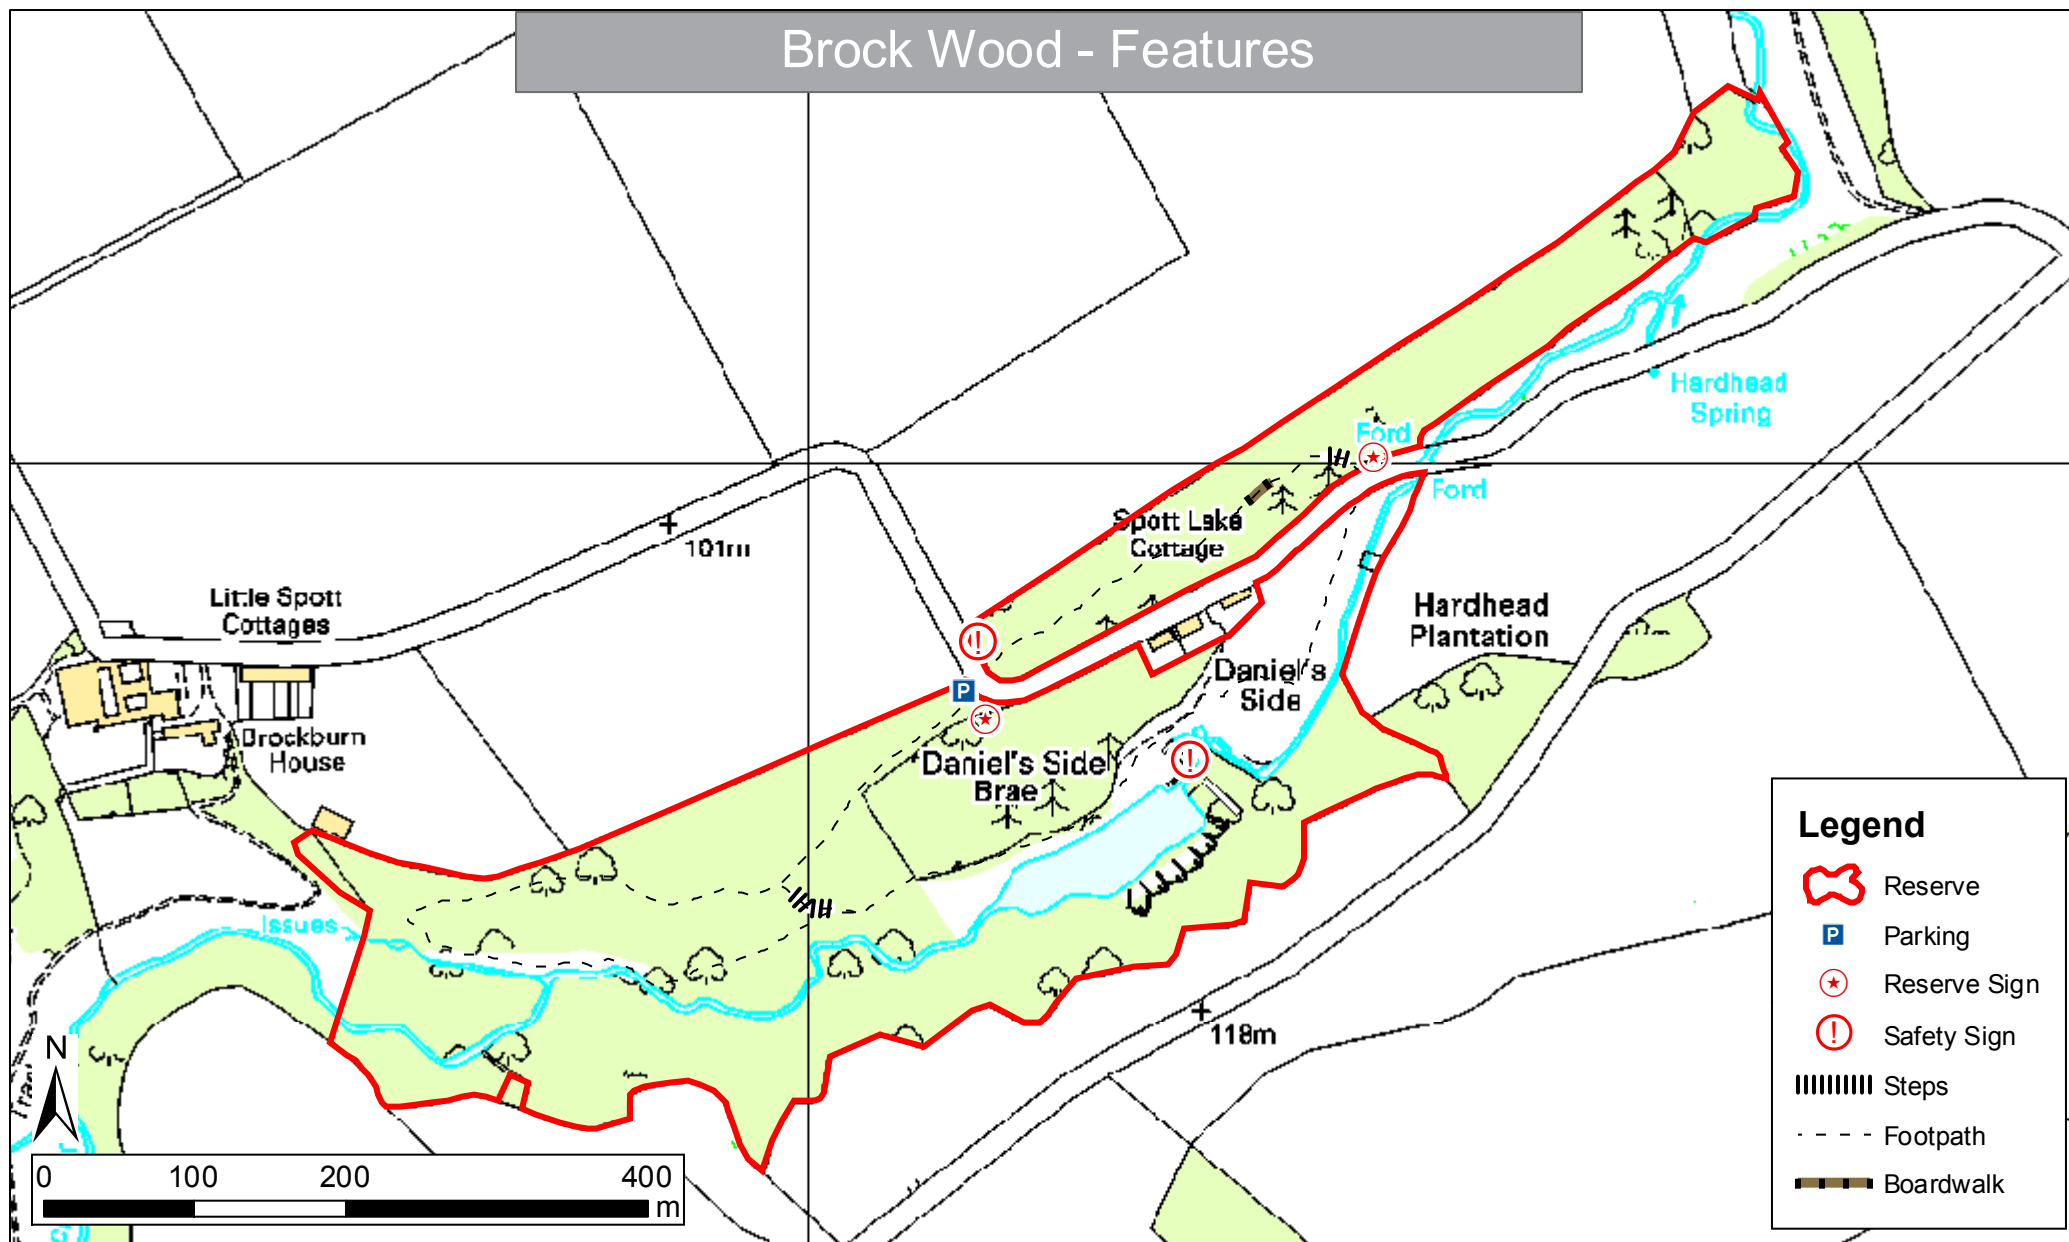 Brock Wood - Features
Hardhead
Spring
Ford
Ford
Spott Lake
Cottage
101m
Little Spott
Cottages
Hardhead
Plantation
P
Daniel's
Side
Brockburn
House
Daniel's Side
Brae
Issues
118m
N
0 100 200 400
m
Legend
Reserve
P Parking
Reserve Sign
! Safety Sign
Steps
Footpath
Boardwalk